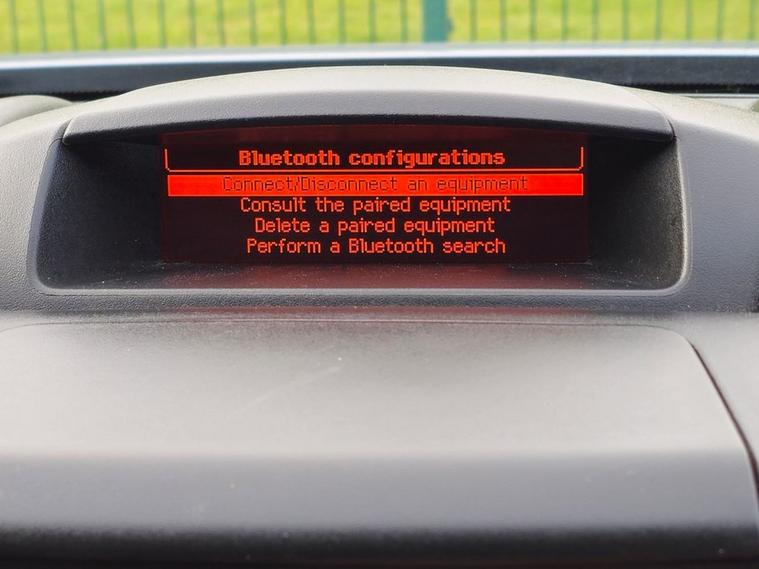 Bluetooth configurations
Connect/Disconnect an equipment
Consult the paired equipment
Delete a paired equipment
Perform a Bluetooth search